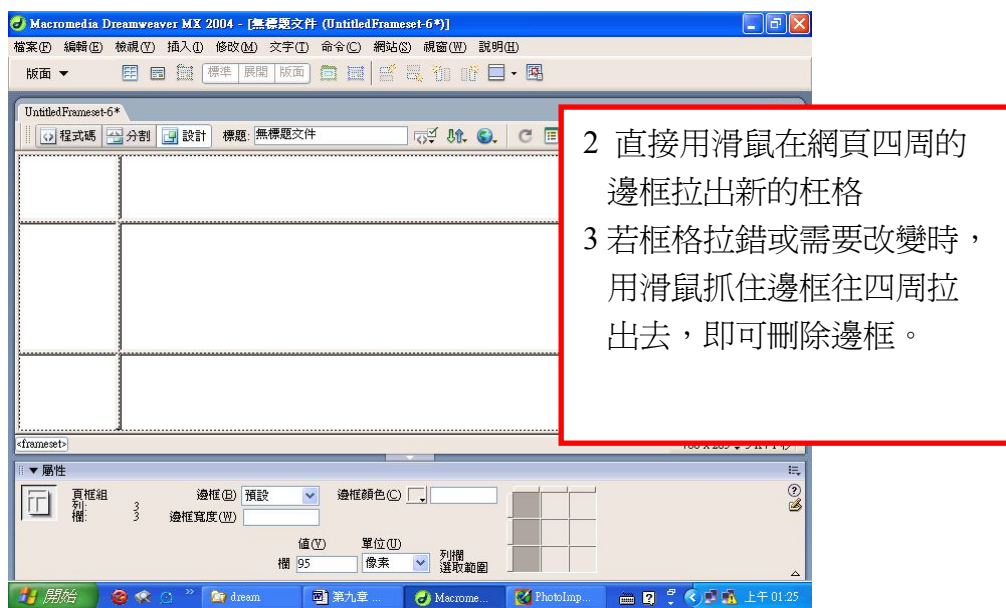 Macromedia Dreamweaver MX 2004 - [無標題文件 (UntitledFrameset-6*)]
檔案(F) 編輯(E) 檢視(V) 插入(I) 修改(M) 文字(T) 命令(C) 網站(S) 視窗(W) 說明(H)
版面 標準 展開 版面
UntitledFrameset-6*
程式碼 分割 設計 標題: 無標題文件
2 直接用滑鼠在網頁四周的
邊框拉出新的枉格
3 若框格拉錯或需要改變時，
用滑鼠抓住邊框往四周拉
出去，即可刪除邊框。
<frameset>
屬性
頁框組 邊框(B) 預設 邊框顏色(C)
列: 3
欄: 3 邊框寬度(W)
值(V) 單位(U)
欄 95 像素 列欄
選取範圍
開始 » dream 第九章 ... Macrome... PhotoImp... 上午 01:25